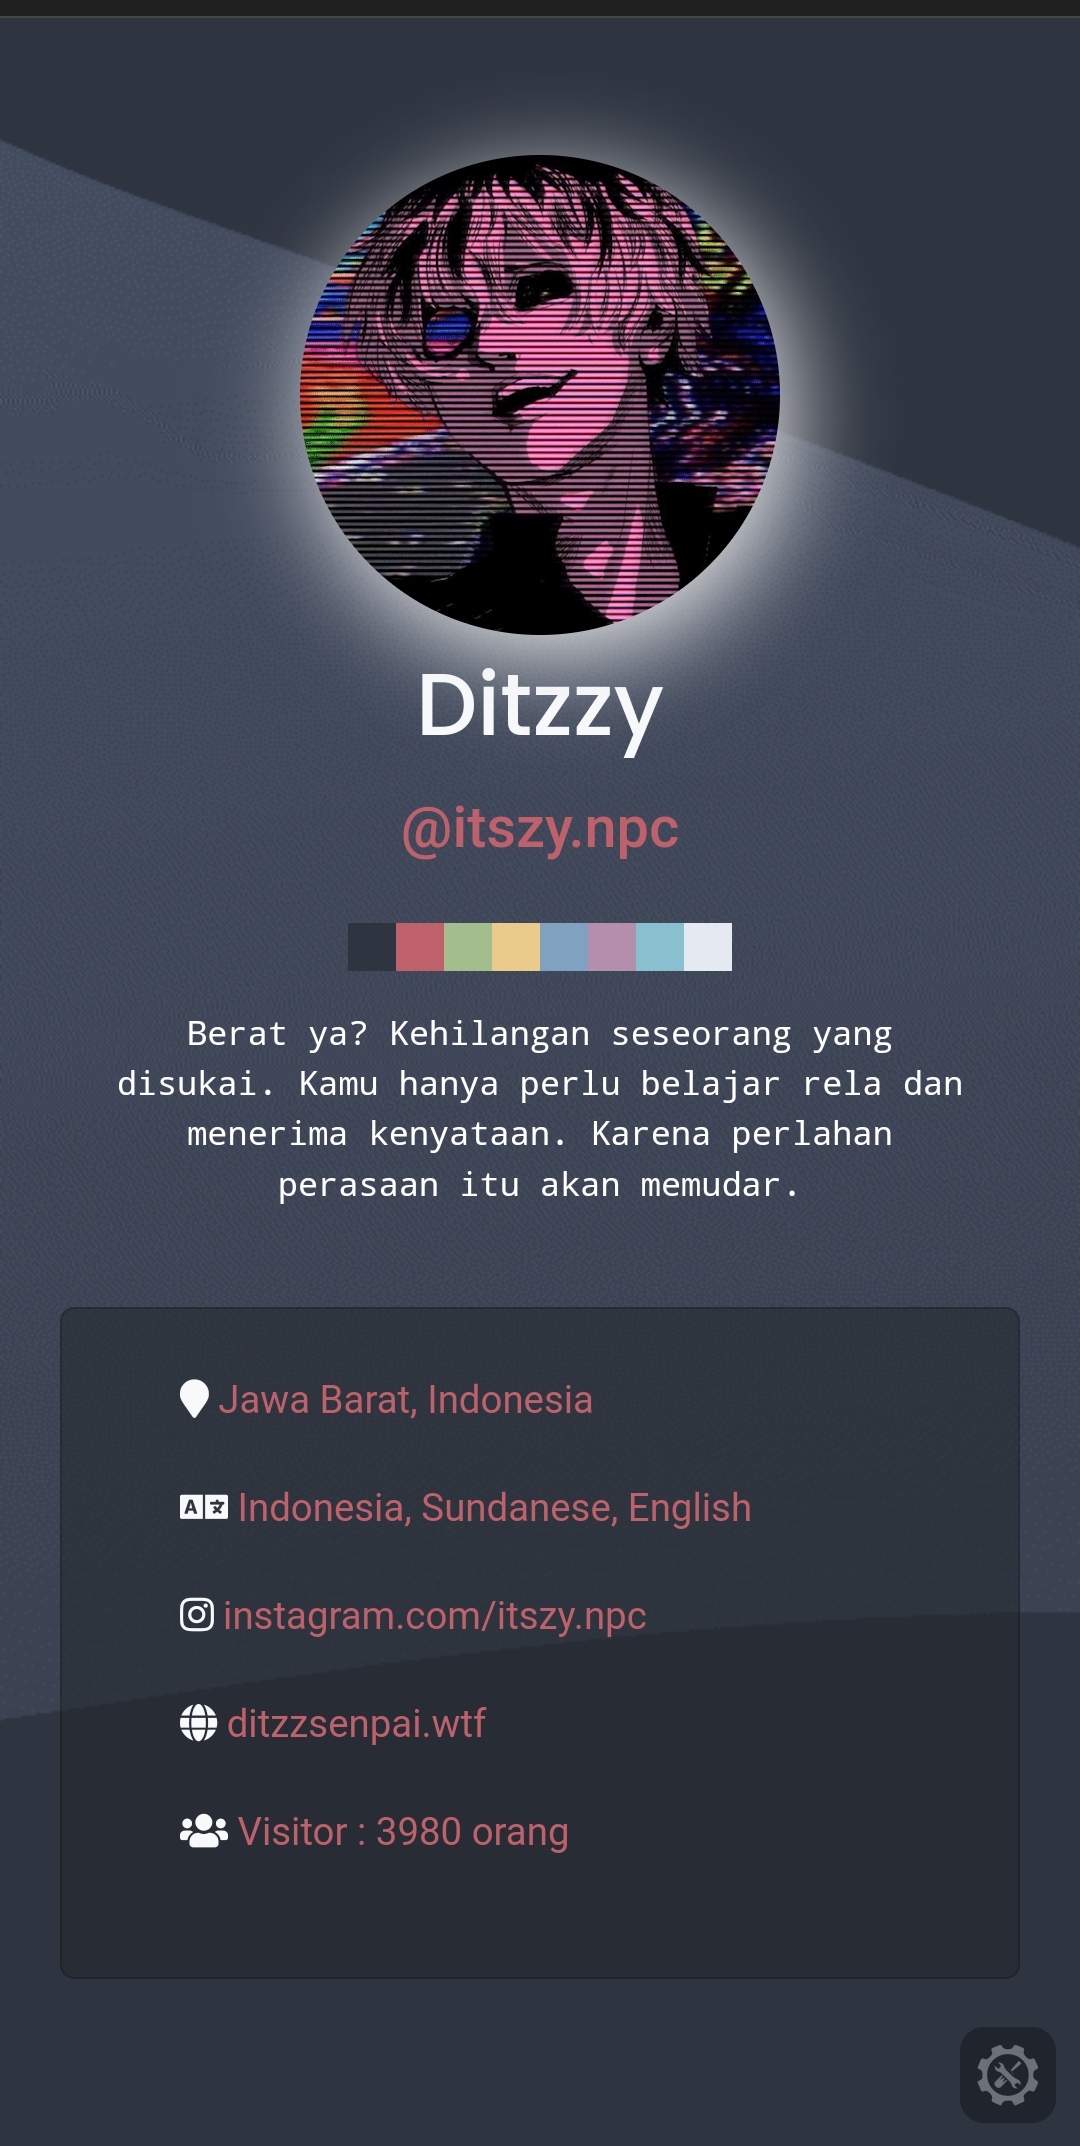 Ditzzy
@itszy.npc
Berat ya? Kehilangan seseorang yang
disukai. Kamu hanya perlu belajar rela dan
menerima kenyataan. Karena perlahan
perasaan itu akan memudar.
Jawa Barat, Indonesia
Indonesia, Sundanese, English
instagram.com/itszy.npc
ditzzsenpai.wtf
Visitor : 3980 orang